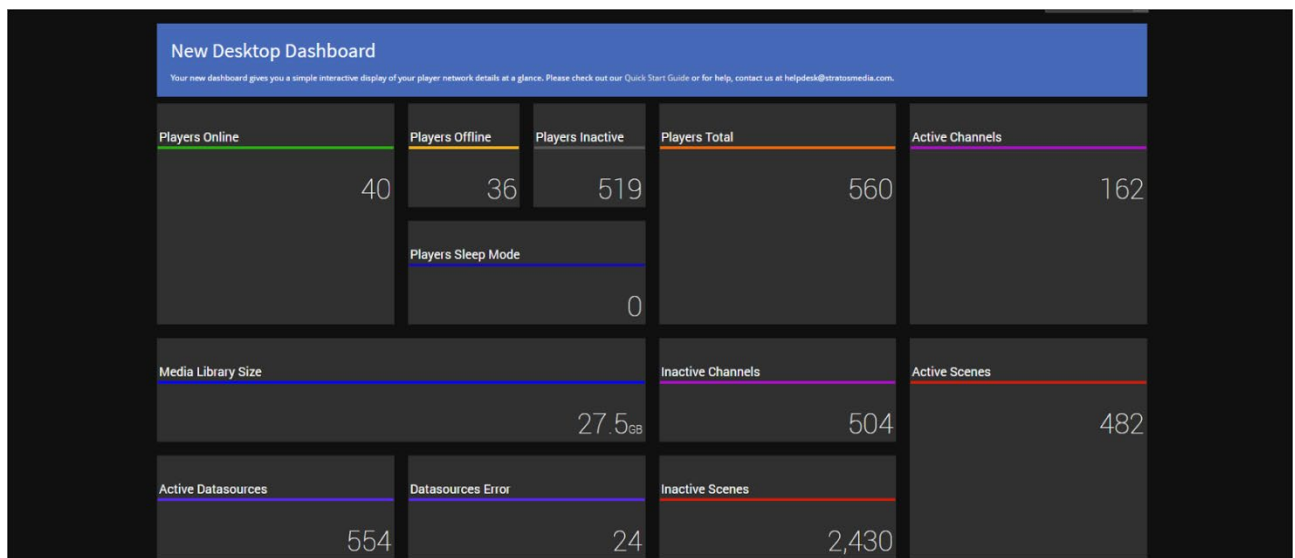 New Desktop Dashboard
Your new dashboard gives you a simple interactive display of your player network details at a glance. Please check out our Quick Start Guide or for help, contact us at helpdesk@stratosmedia.com.
Players Online
40
Players Offline
36
Players Inactive
519
Players Total
560
Active Channels
162
Players Sleep Mode
0
Media Library Size
27.5GB
Inactive Channels
504
Active Scenes
482
Active Datasources
554
Datasources Error
24
Inactive Scenes
2,430